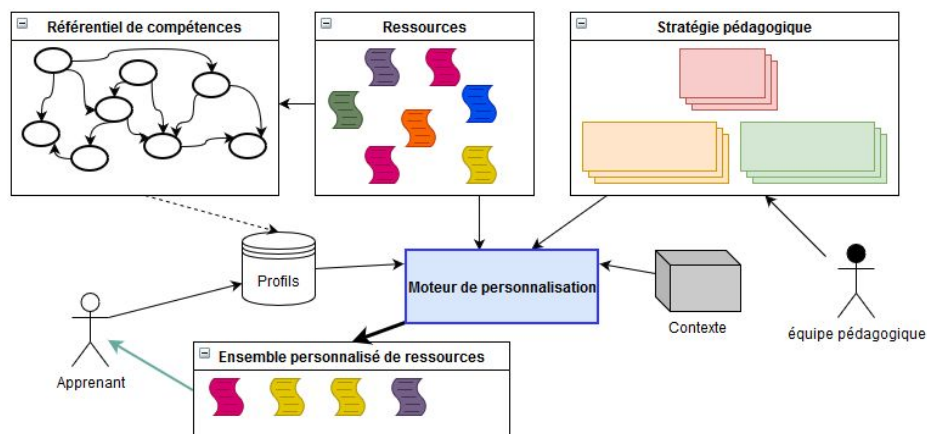 Référentiel de compétences
Ressources
Stratégie pédagogique
Profils
Moteur de personnalisation
Contexte
équipe pédagogique
Apprenant
Ensemble personnalisé de ressources